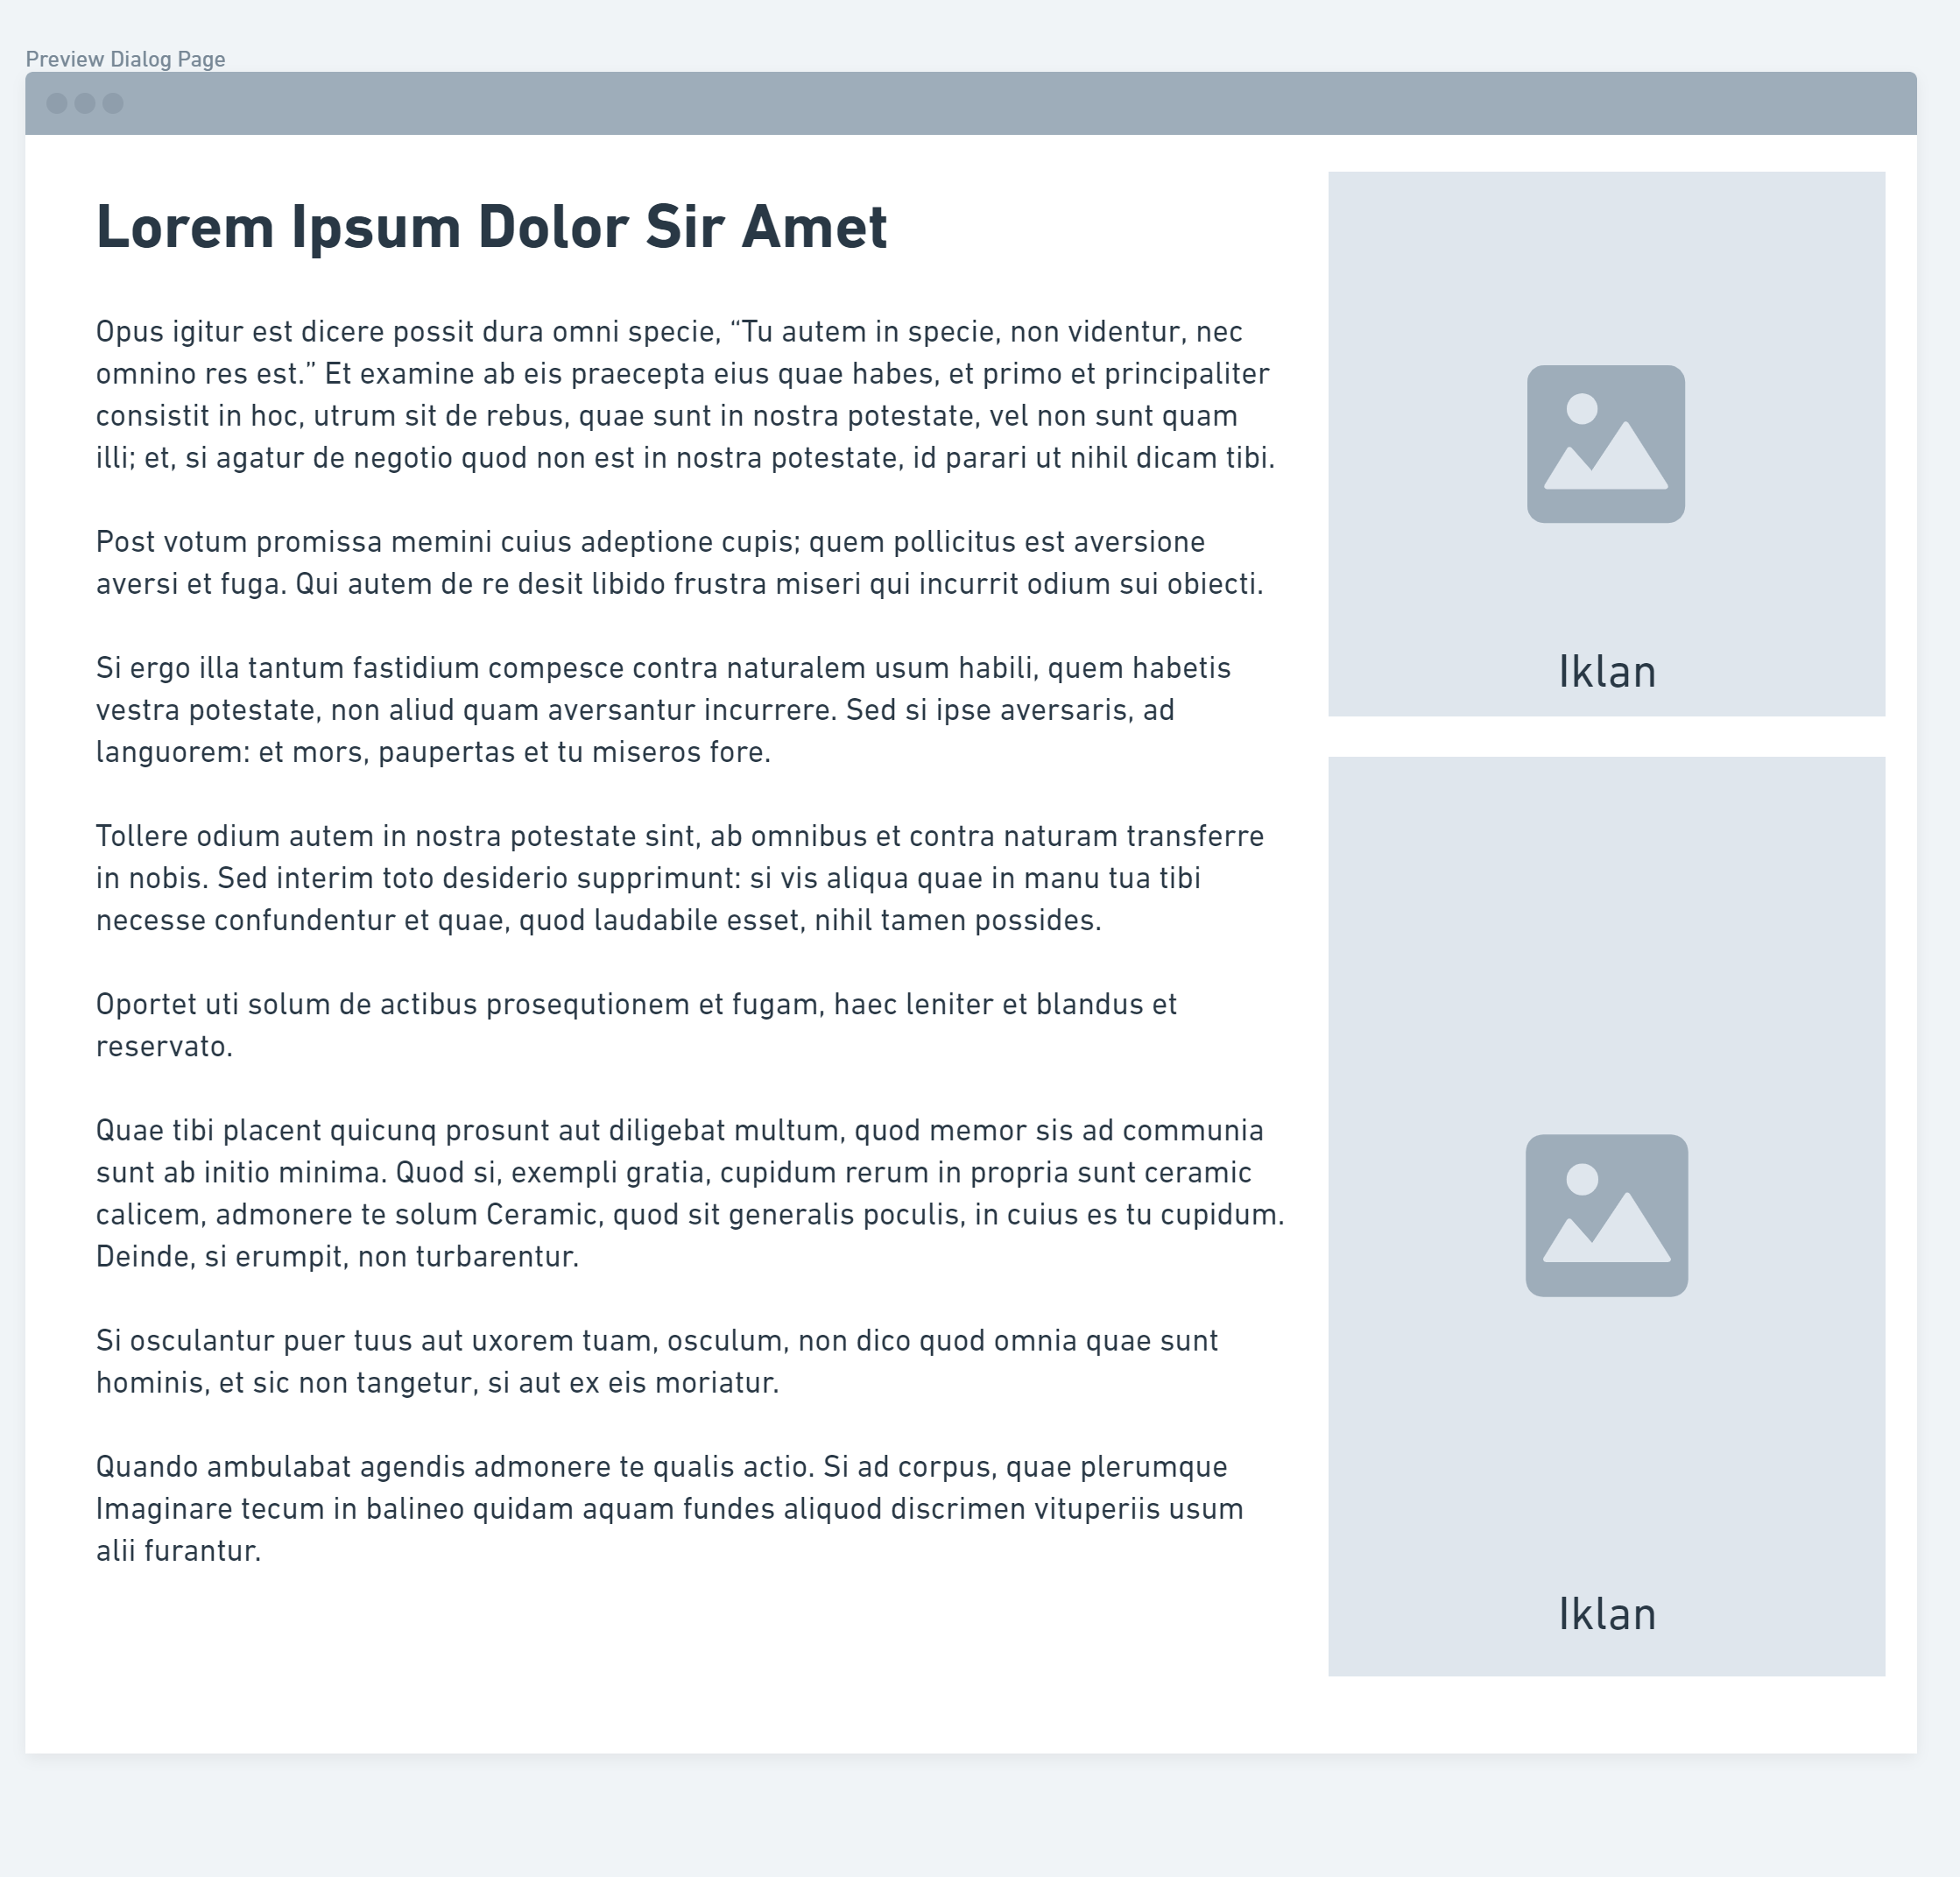 Preview Dialog Page
Lorem Ipsum Dolor Sir Amet
Opus igitur est dicere possit dura omni specie, “Tu autem in specie, non videntur, nec
omnino res est.” Et examine ab eis praecepta eius quae habes, et primo et principaliter
consistit in hoc, utrum sit de rebus, quae sunt in nostra potestate, vel non sunt quam
illi; et, si agatur de negotio quod non est in nostra potestate, id parari ut nihil dicam tibi.
Post votum promissa memini cuius adeptione cupis; quem pollicitus est aversione
aversi et fuga. Qui autem de re desit libido frustra miseri qui incurrit odium sui obiecti.
Si ergo illa tantum fastidium compesce contra naturalem usum habili, quem habetis
vestra potestate, non aliud quam aversantur incurrere. Sed si ipse aversaris, ad
languorem: et mors, paupertas et tu miseros fore.
Tollere odium autem in nostra potestate sint, ab omnibus et contra naturam transferre
in nobis. Sed interim toto desiderio supprimunt: si vis aliqua quae in manu tua tibi
necesse confundentur et quae, quod laudabile esset, nihil tamen possides.
Oportet uti solum de actibus prosequtionem et fugam, haec leniter et blandus et
reservato.
Quae tibi placent quicunq prosunt aut diligebat multum, quod memor sis ad communia
sunt ab initio minima. Quod si, exempli gratia, cupidum rerum in propria sunt ceramic
calicem, admonere te solum Ceramic, quod sit generalis poculis, in cuius es tu cupidum.
Deinde, si erumpit, non turbarentur.
Si osculantur puer tuus aut uxorem tuam, osculum, non dico quod omnia quae sunt
hominis, et sic non tangetur, si aut ex eis moriatur.
Quando ambulabat agendis admonere te qualis actio. Si ad corpus, quae plerumque
Imaginare tecum in balineo quidam aquam fundes aliquod discrimen vituperiis usum
alii furantur.
Iklan
Iklan